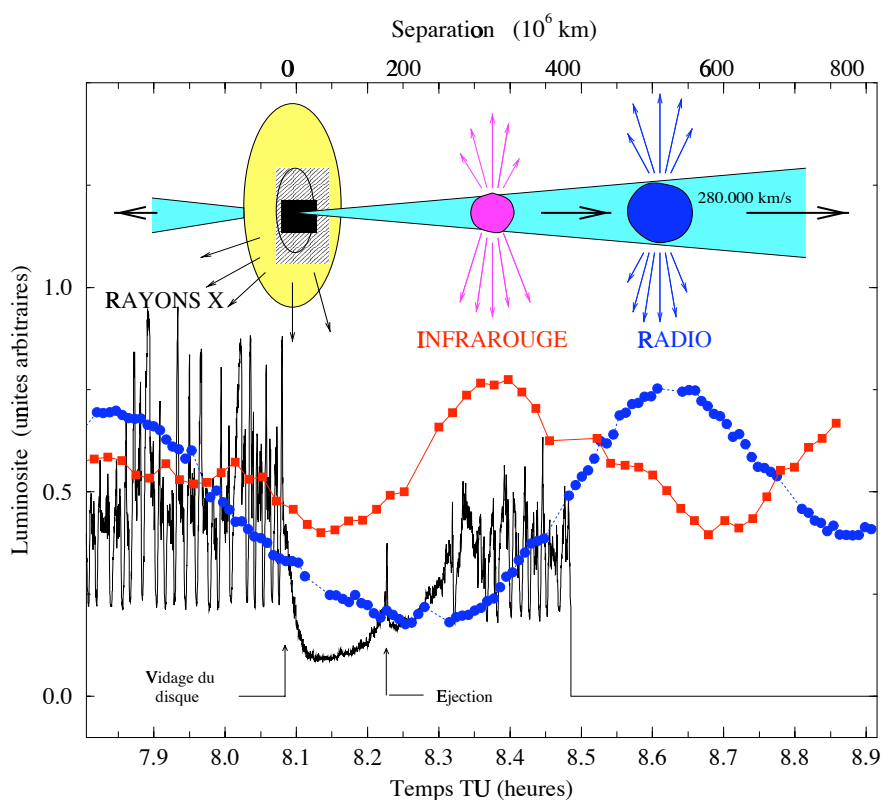 Separation (10^6 km)
0 200 400 600 800
280.000 km/s
RAYONS X
INFRAROUGE
RADIO
Luminosite (unites arbitraires)
1.0
0.5
0.0
Vidage du
disque
Ejection
7.9 8.0 8.1 8.2 8.3 8.4 8.5 8.6 8.7 8.8 8.9
Temps TU (heures)